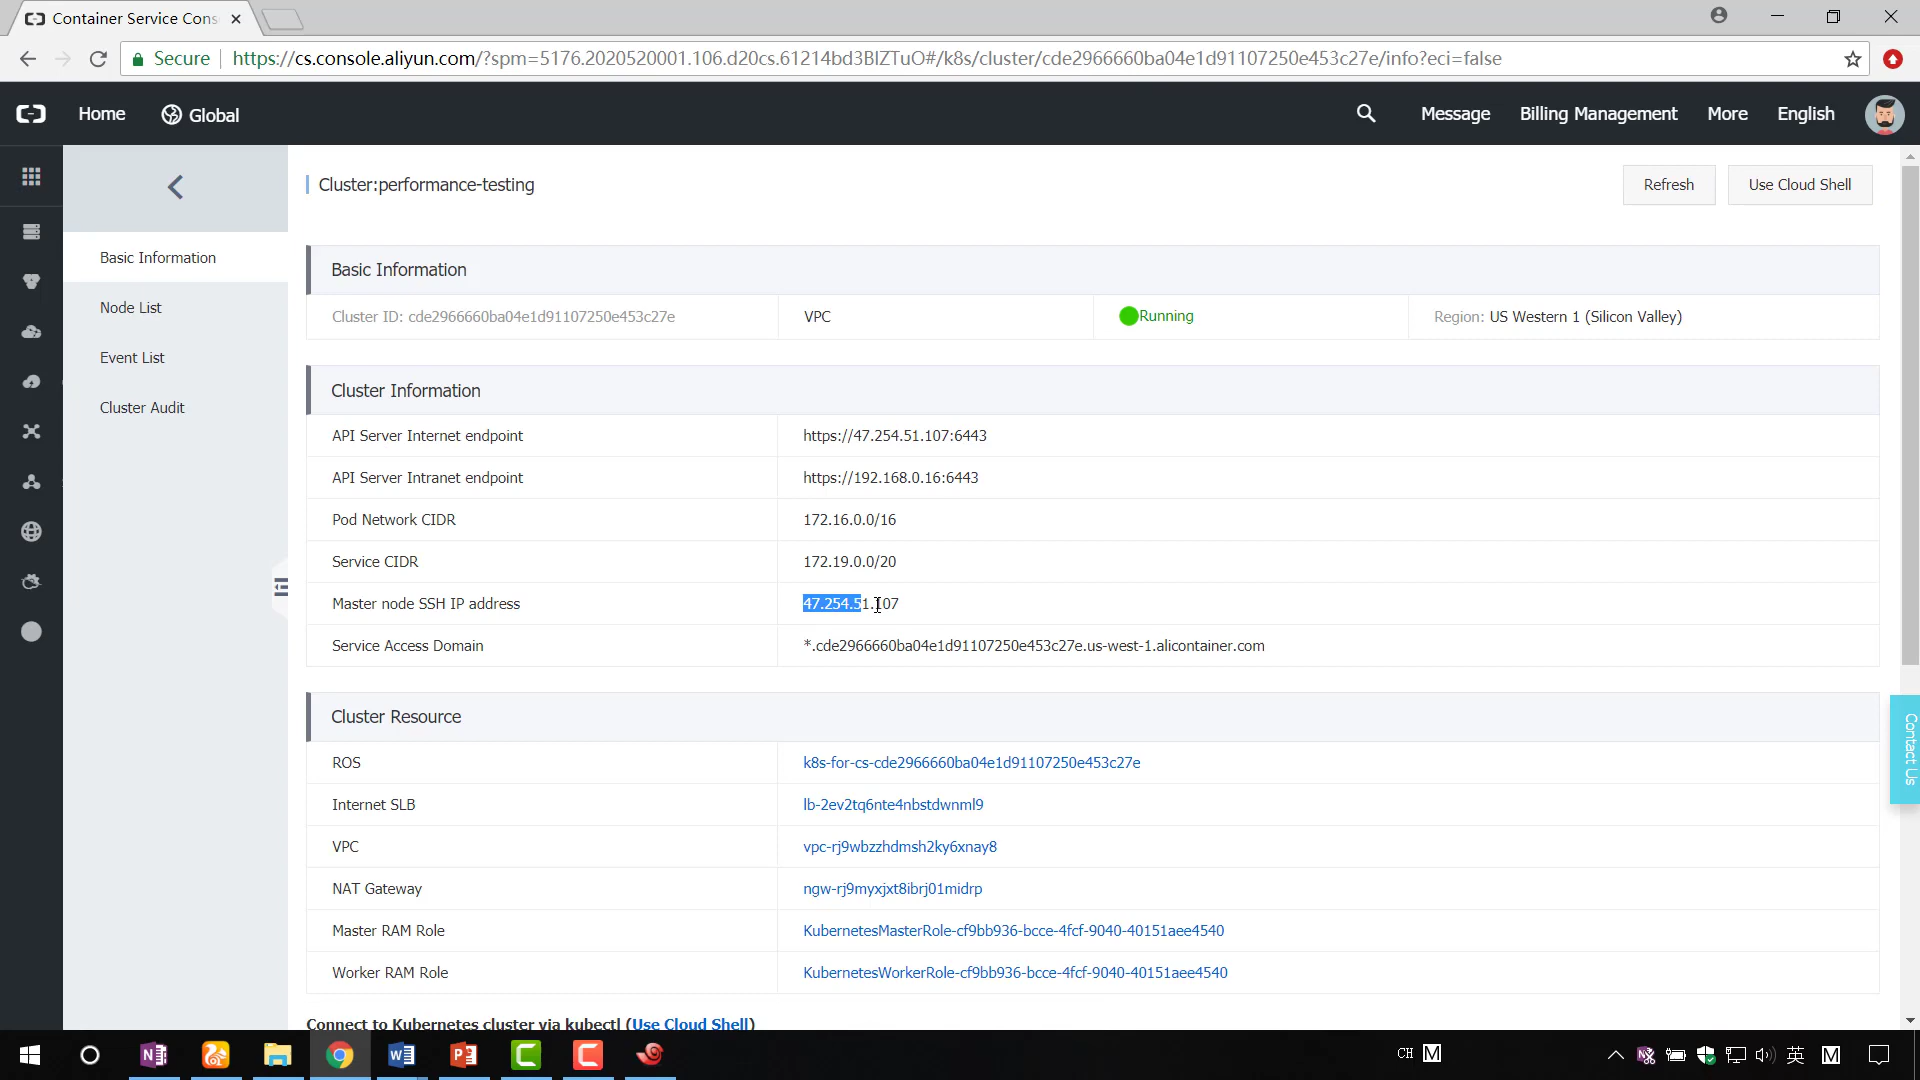 Container Service Cons
Secure
https://cs.console.aliyun.com/?spm=5176.2020520001.106.d20cs.61214bd3BIZTuO#/k8s/cluster/cde2966660ba04e1d91107250e453c27e/info?eci=false
Home
Global
Message
Billing Management
More
English
Cluster:performance-testing
Refresh
Use Cloud Shell
Basic Information
Node List
Event List
Cluster Audit
Basic Information
Cluster ID: cde2966660ba04e1d91107250e453c27e
VPC
Running
Region: US Western 1 (Silicon Valley)
Cluster Information
API Server Internet endpoint
https://47.254.51.107:6443
API Server Intranet endpoint
https://192.168.0.16:6443
Pod Network CIDR
172.16.0.0/16
Service CIDR
172.19.0.0/20
Master node SSH IP address
47.254.51.107
Service Access Domain
*.cde2966660ba04e1d91107250e453c27e.us-west-1.alicontainer.com
Cluster Resource
ROS
k8s-for-cs-cde2966660ba04e1d91107250e453c27e
Internet SLB
lb-2ev2tq6nte4nbstdwnml9
VPC
vpc-rj9wbzzhdmsh2ky6xnay8
NAT Gateway
ngw-rj9myxjxt8ibrj01midrp
Master RAM Role
KubernetesMasterRole-cf9bb936-bcce-4fcf-9040-40151aee4540
Worker RAM Role
KubernetesWorkerRole-cf9bb936-bcce-4fcf-9040-40151aee4540
Connect to Kubernetes cluster via kubectl (Use Cloud Shell)
Contact Us
CH M
英
M